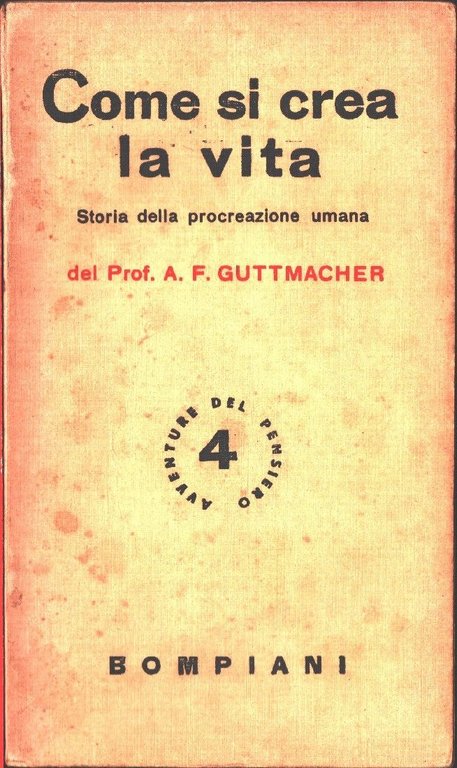 Come si crea
la vita
Storia della procreazione umana
del Prof. A. F. GUTTMACHER
AVVENTURE DEL PENSIERO
4
BOMPIANI